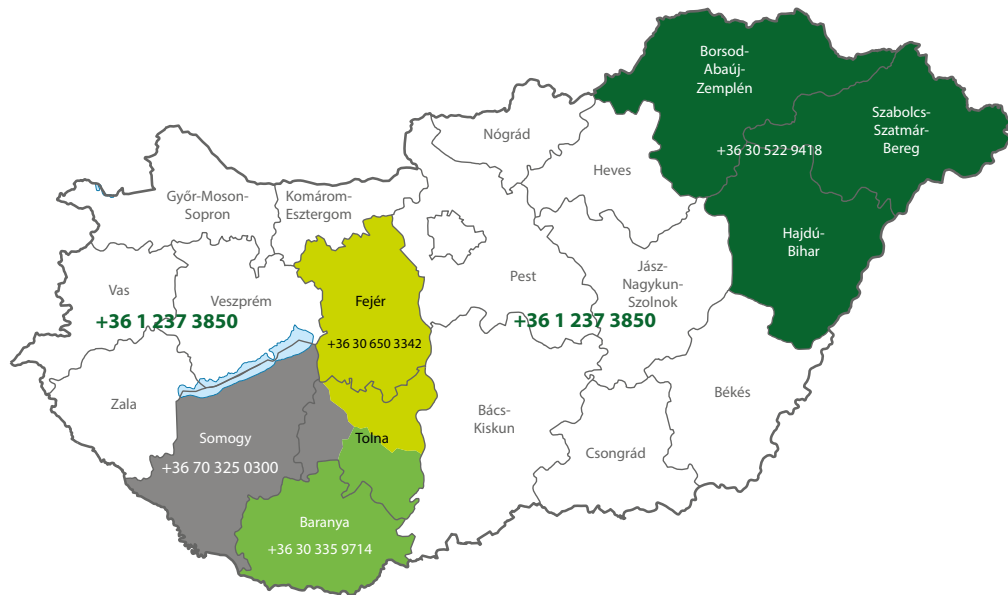 Borsod-
Abaúj-
Zemplén
Szabolcs-
Szatmár-
Bereg
+36 30 522 9418
Nógrád
Heves
Győr-Moson-
Sopron
Komárom-
Esztergom
Hajdú-
Bihar
Vas
Veszprém
+36 1 237 3850
Fejér
+36 30 650 3342
Pest
Jász-
Nagykun-
Szolnok
+36 1 237 3850
Zala
Somogy
+36 70 325 0300
Tolna
Bács-
Kiskun
Békés
Csongrád
Baranya
+36 30 335 9714